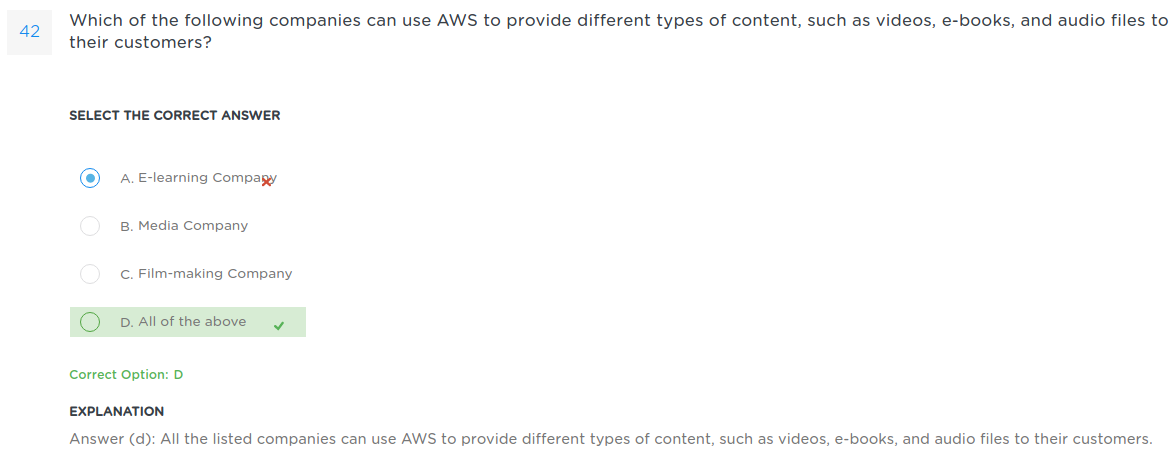 42
Which of the following companies can use AWS to provide different types of content, such as videos, e-books, and audio files to
their customers?
SELECT THE CORRECT ANSWER
A. E-learning Company
B. Media Company
C. Film-making Company
D. All of the above
Correct Option: D
EXPLANATION
Answer (d): All the listed companies can use AWS to provide different types of content, such as videos, e-books, and audio files to their customers.